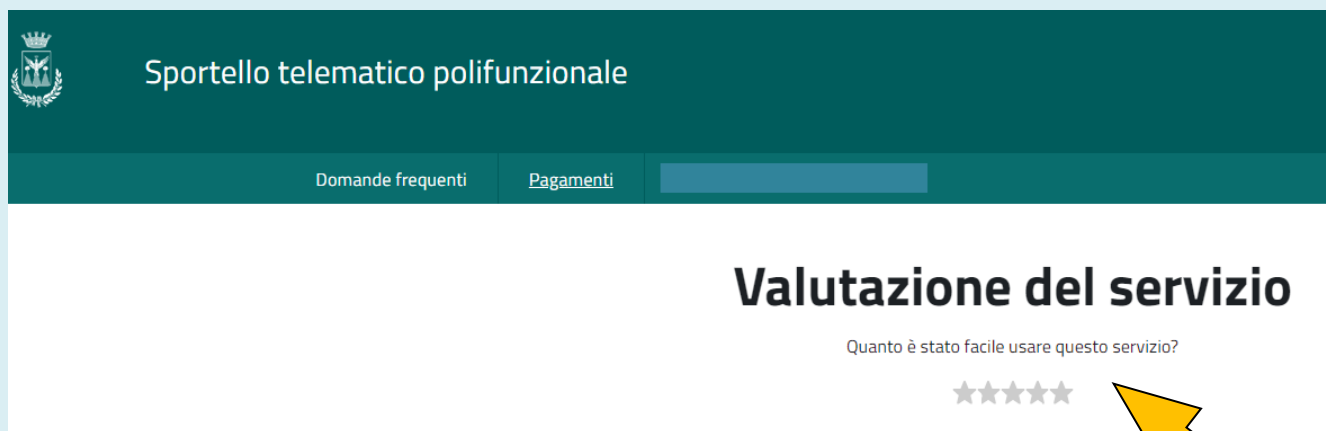 Sportello telematico polifunzionale
Domande frequenti Pagamenti
Valutazione del servizio
Quanto è stato facile usare questo servizio?